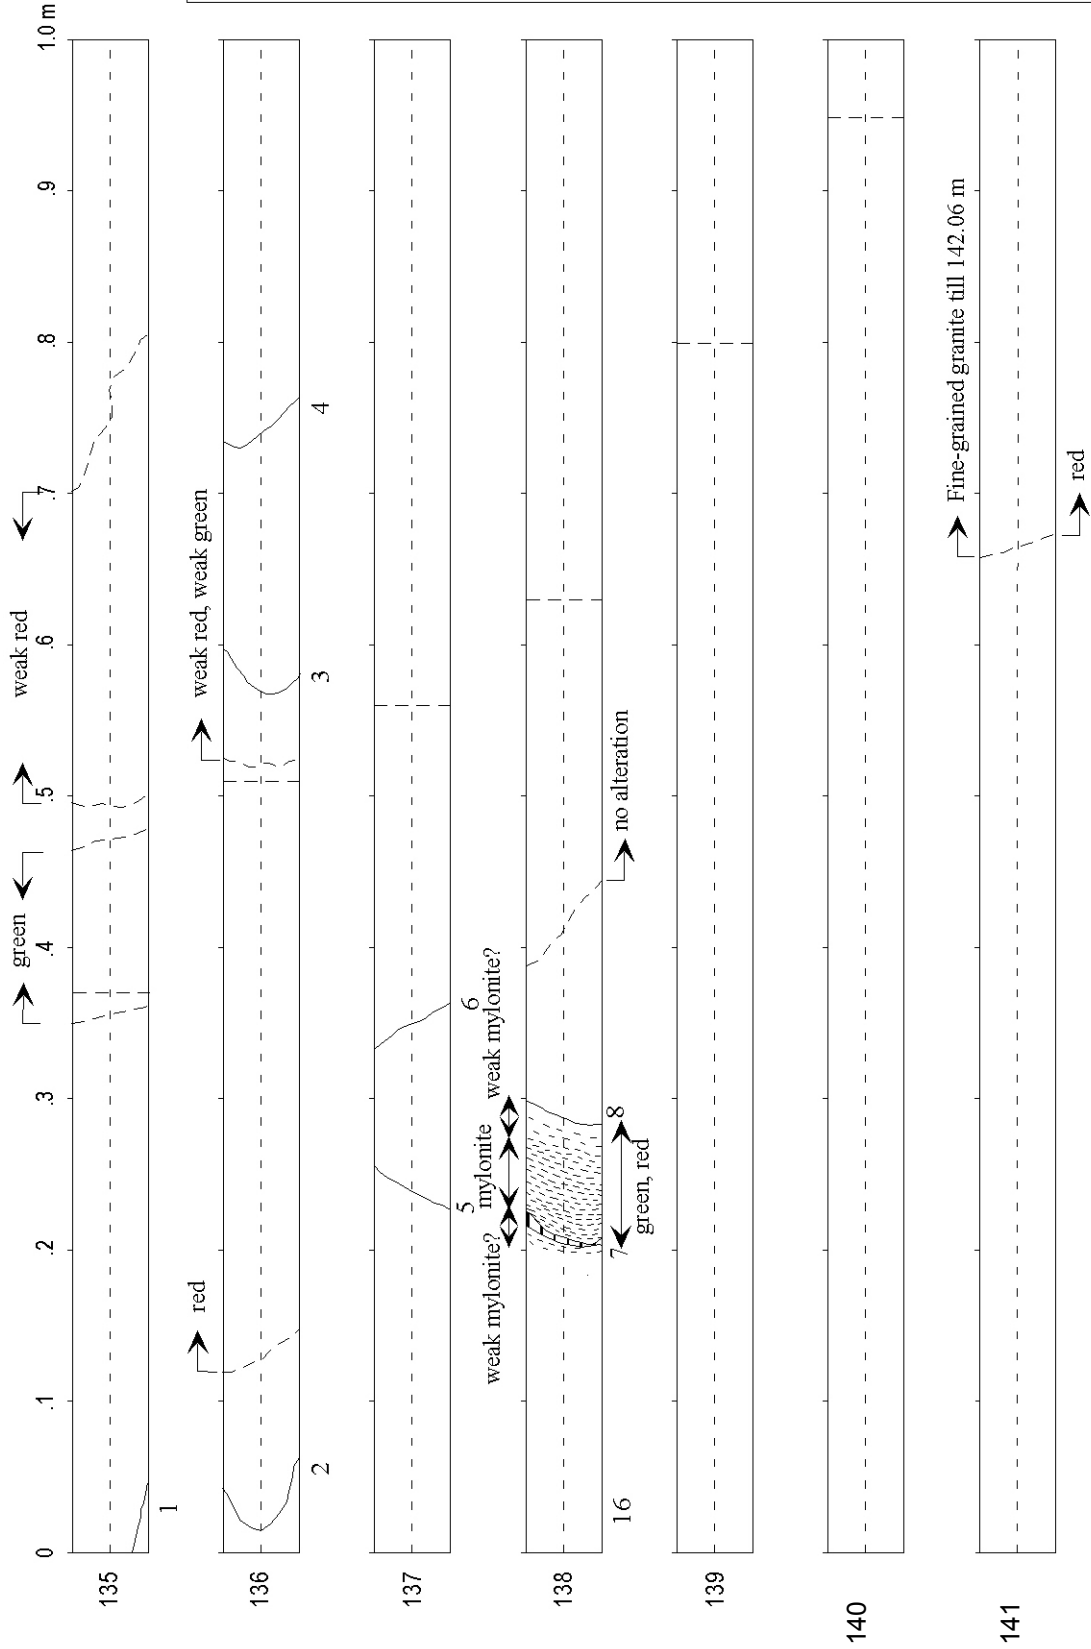 0 .1 .2 .3 .4 .5 .6 .7 .8 .9 1.0 m
green weak red
135
1
red weak red, weak green
136
2 3 4
137
5 6
weak mylonite? mylonite weak mylonite?
138
16 7 8
green, red no alteration
139
140
Fine-grained granite till 142.06 m
141
red